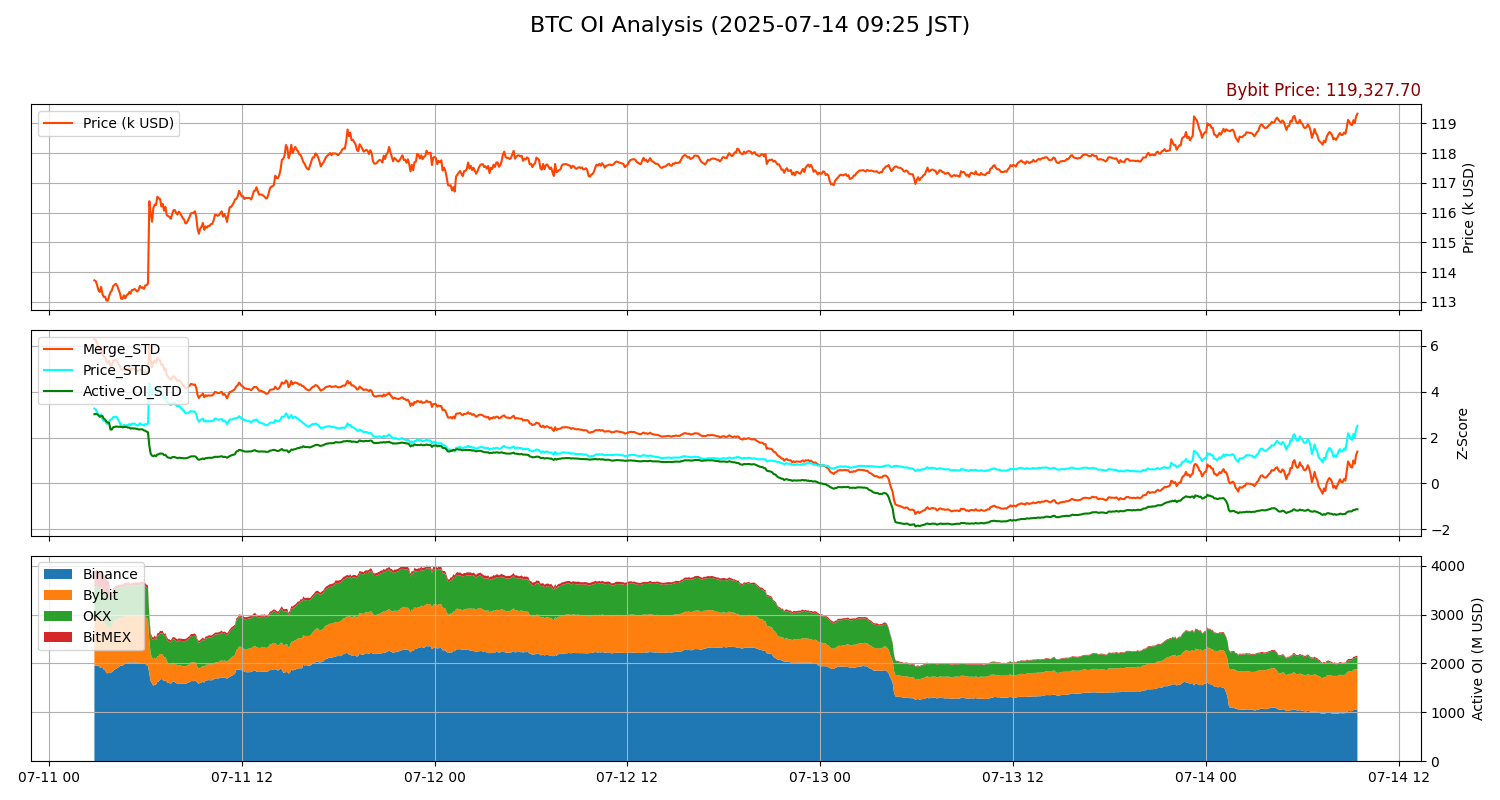 BTC OI Analysis (2025-07-14 09:25 JST)
Bybit Price: 119,327.70
Price (k USD)
119
118
117
116
115
114
113
Price (k USD)
Merge_STD
Price_STD
Active_OI_STD
6
4
2
0
−2
Z-Score
Binance
Bybit
OKX
BitMEX
4000
3000
2000
1000
0
Active OI (M USD)
07-11 00
07-11 12
07-12 00
07-12 12
07-13 00
07-13 12
07-14 00
07-14 12